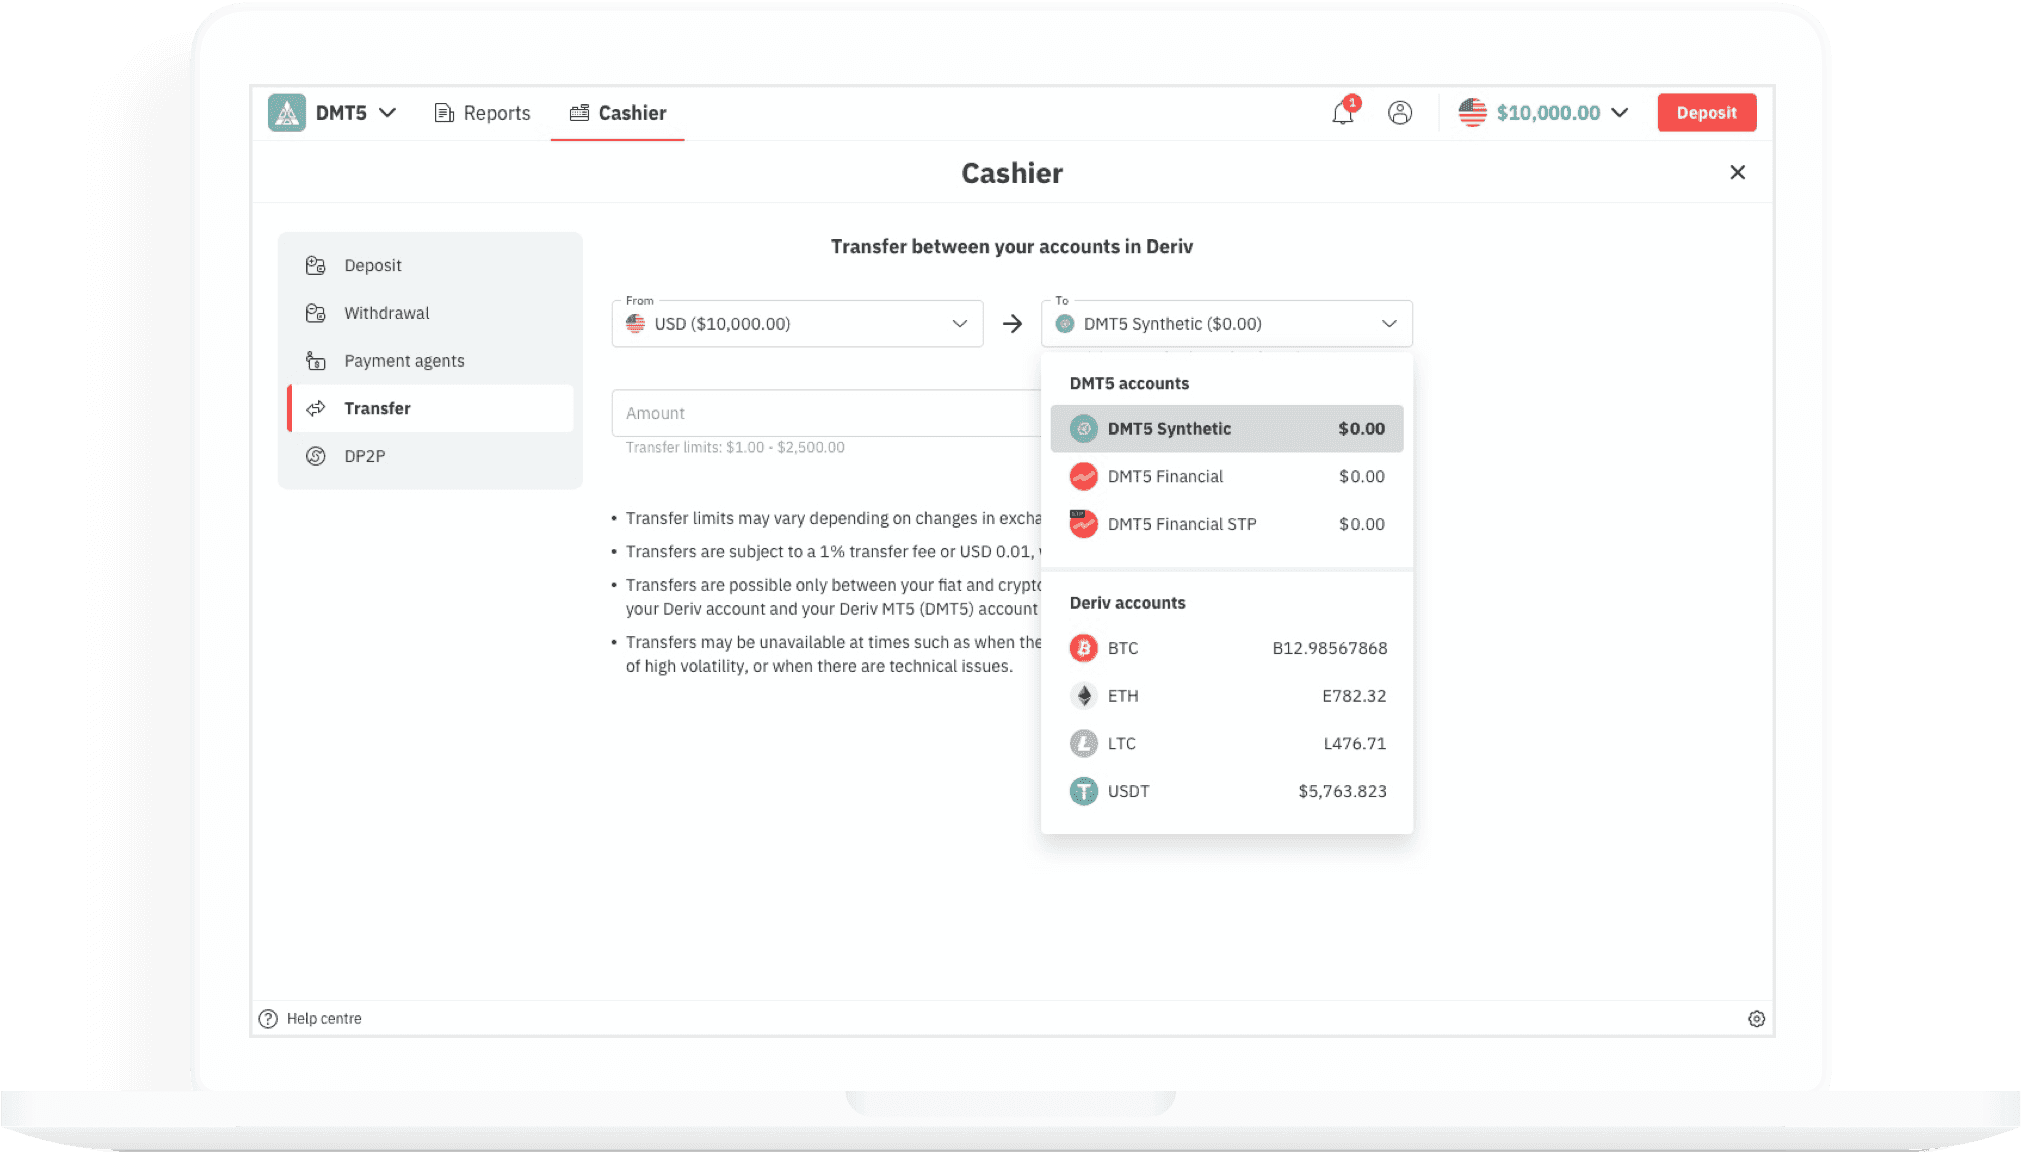 DMT5
Reports
Cashier
1
$10,000.00
Deposit
Cashier
Deposit
Withdrawal
Payment agents
Transfer
DP2P
Transfer between your accounts in Deriv
From
USD ($10,000.00)
To
DMT5 Synthetic ($0.00)
Amount
Transfer limits: $1.00 - $2,500.00
• Transfer limits may vary depending on changes in
• Transfers are subject to a 1% transfer fee or USD 0.01,
• Transfers are possible only between your fiat and
your Deriv account and your Deriv MT5 (DMT5) account
• Transfers may be unavailable at times such as when the
of high volatility, or when there are technical issues.
DMT5 accounts
DMT5 Synthetic $0.00
DMT5 Financial $0.00
STP
DMT5 Financial STP $0.00
Deriv accounts
BTC B12.98567868
ETH E782.32
LTC L476.71
USDT $5,763.823
Help centre